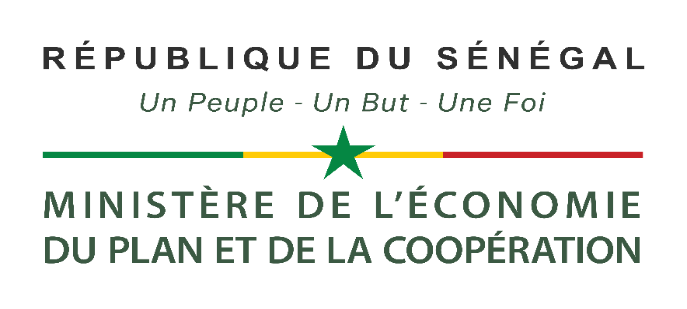 RÉPUBLIQUE DU SÉNÉGAL
Un Peuple - Un But - Une Foi
MINISTÈRE DE L’ÉCONOMIE
DU PLAN ET DE LA COOPÉRATION